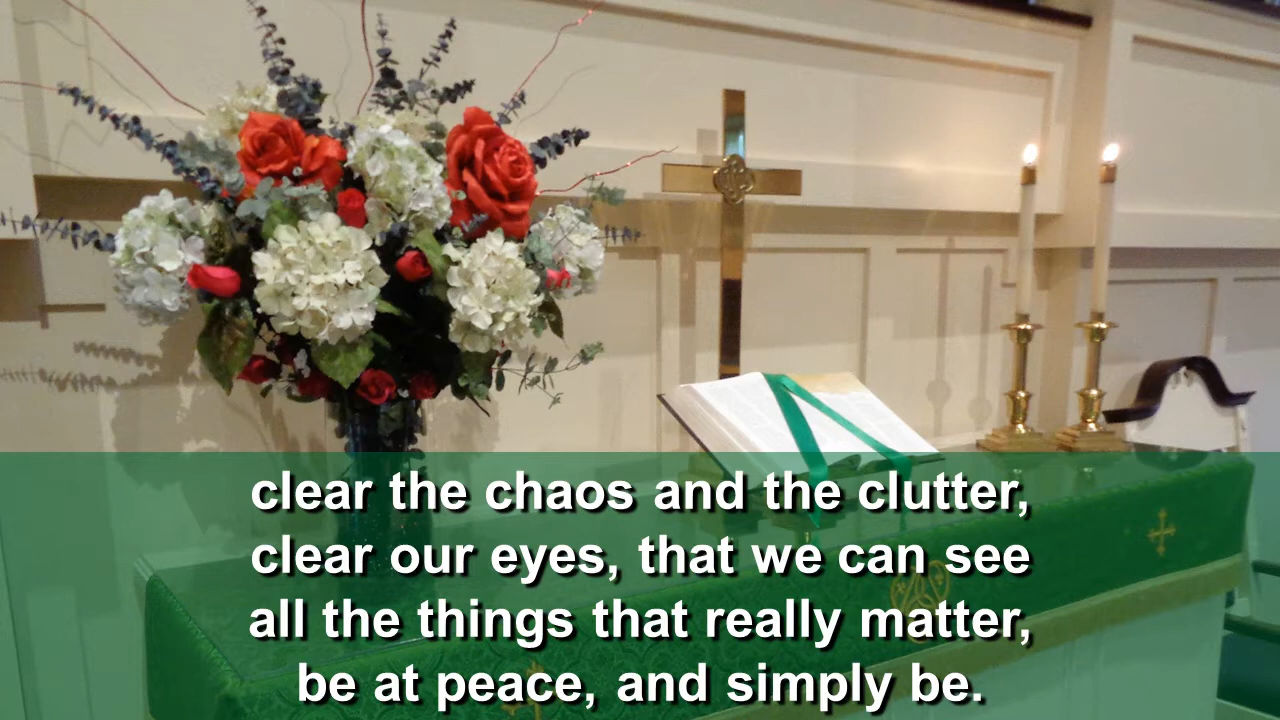 clear the chaos and the clutter,
clear our eyes, that we can see
all the things that really matter,
be at peace, and simply be.